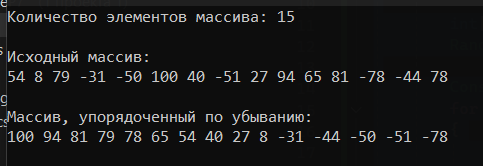 Количество элементов массива: 15
Исходный массив:
54 8 79 -31 -50 100 40 -51 27 94 65 81 -78 -44 78
Массив, упорядоченный по убыванию:
100 94 81 79 78 65 54 40 27 8 -31 -44 -50 -51 -78